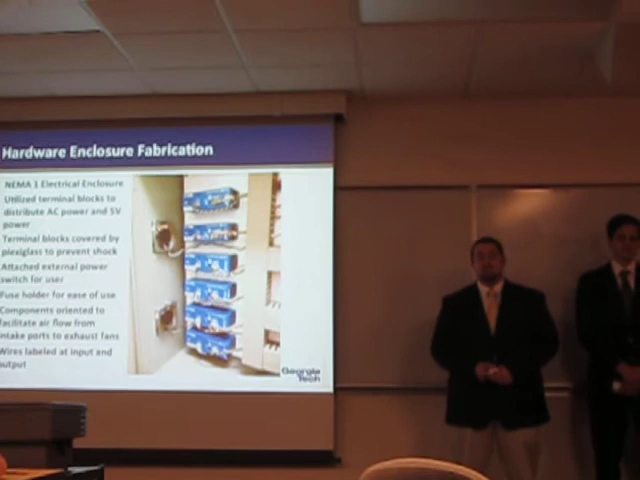 Hardware Enclosure Fabrication
NEMA 1 Electrical Enclosure
Utilized terminal blocks to
distribute AC power and 5V
power
Terminal blocks covered by
plexiglass to prevent shock
Attached external power
switch for user
Fuse holder for ease of use
Components oriented to
facilitate air flow from
intake ports to exhaust fans
Wires labeled at input and
output
Georgia
Tech